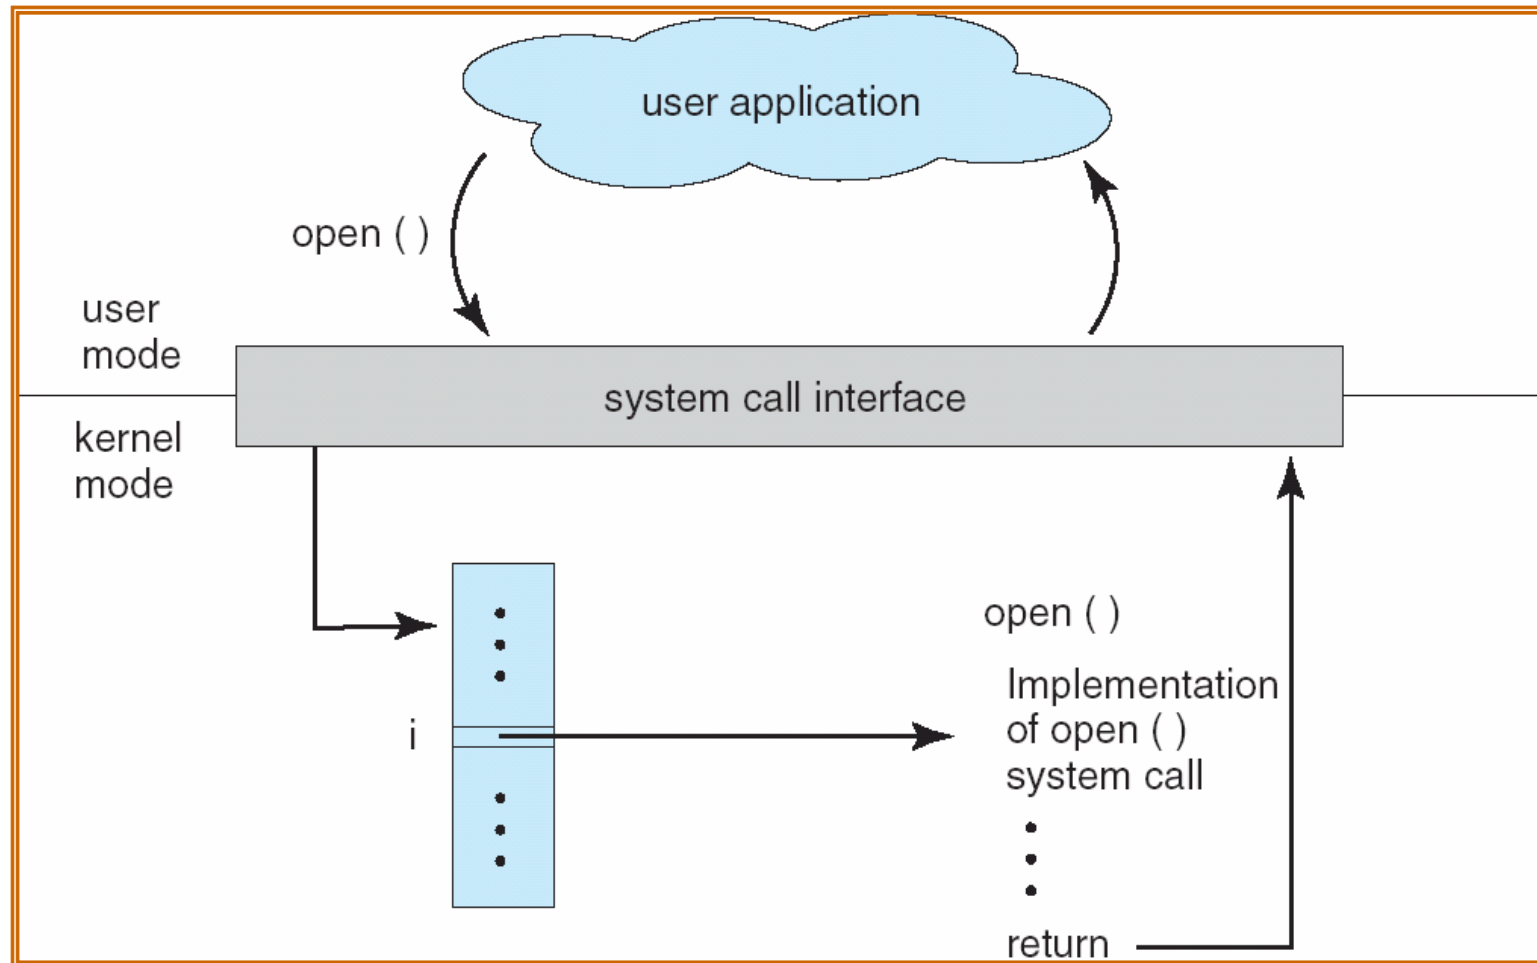 user application
open ( )
user
mode
system call interface
kernel
mode
open ( )
Implementation
of open ( )
system call
i
return